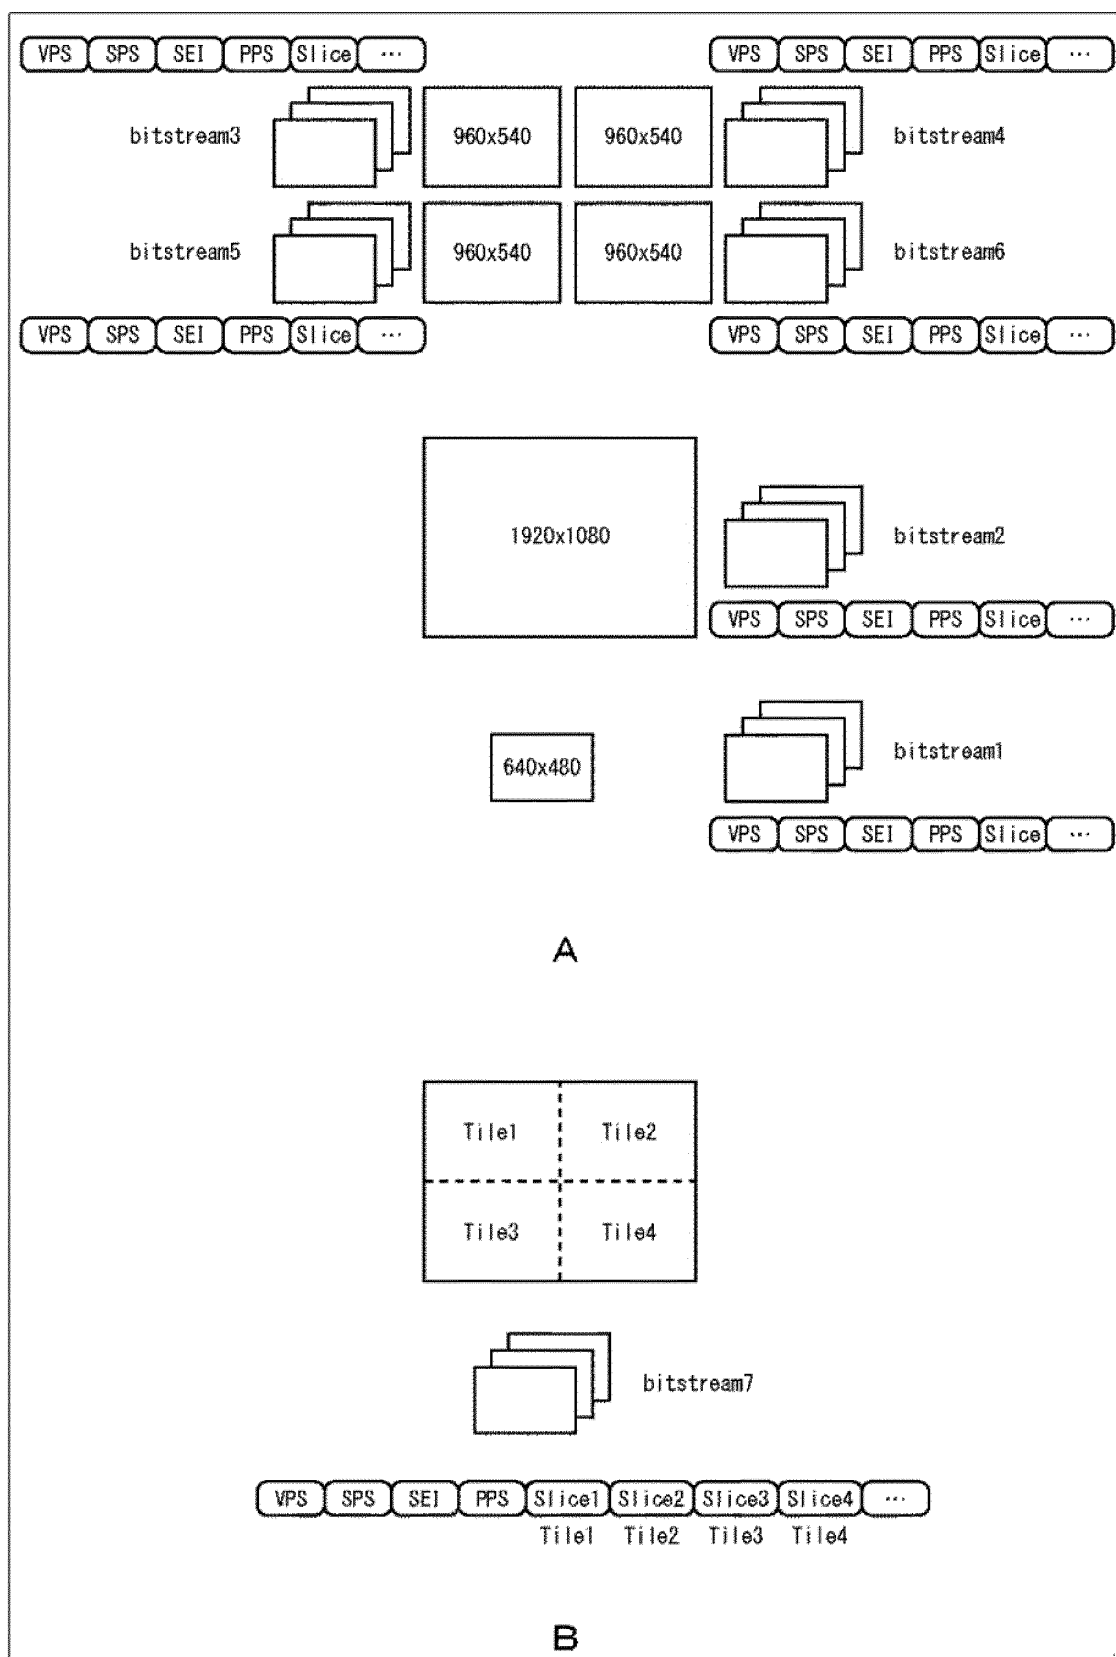 VPS SPS SEI PPS Slice ... VPS SPS SEI PPS Slice ...
bitstream3 960x540 960x540 bitstream4
bitstream5 960x540 960x540 bitstream6
VPS SPS SEI PPS Slice ... VPS SPS SEI PPS Slice ...
1920x1080 bitstream2
VPS SPS SEI PPS Slice ...
640x480 bitstream1
VPS SPS SEI PPS Slice ...
A
Tile1 Tile2
Tile3 Tile4
bitstream7
VPS SPS SEI PPS Slice1 Slice2 Slice3 Slice4 ...
Tile1 Tile2 Tile3 Tile4
B